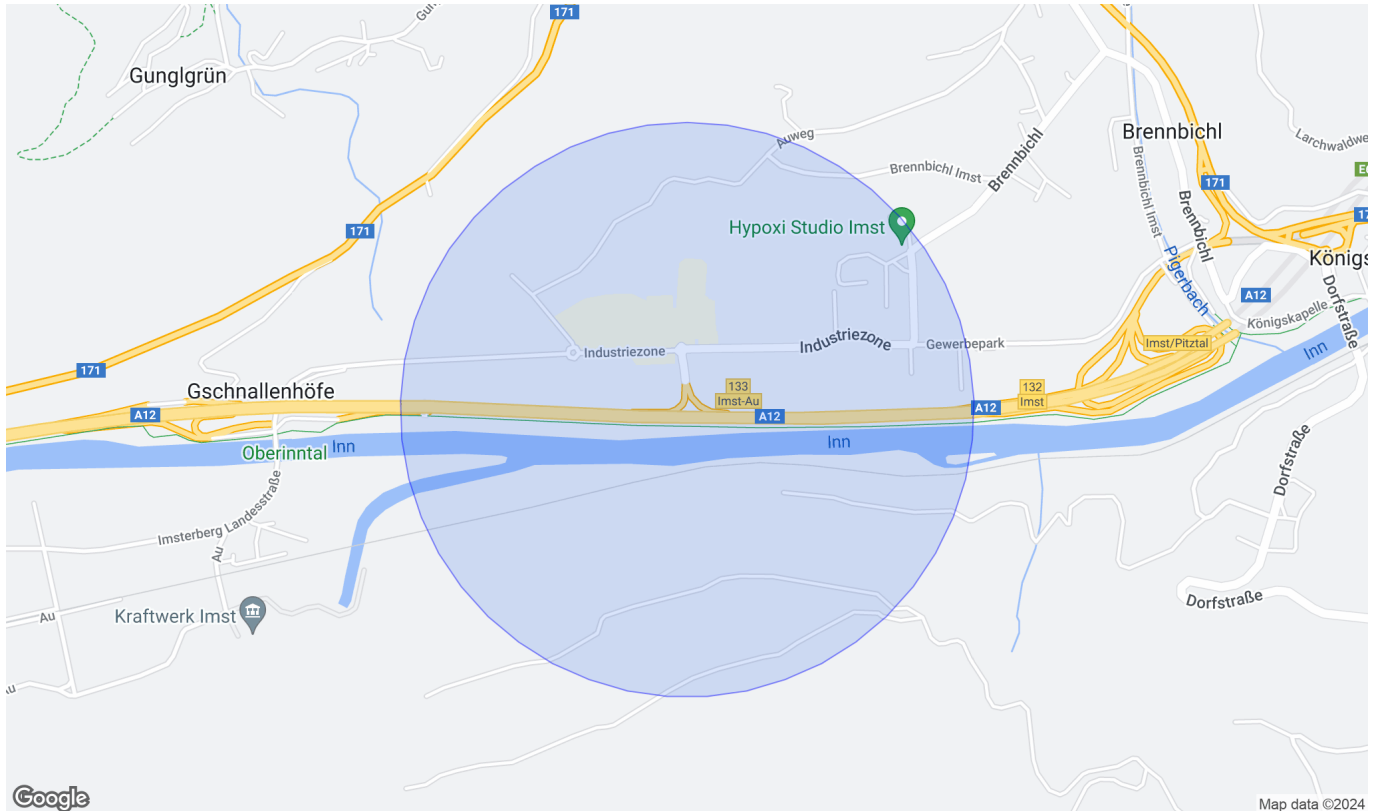 171
Gunglgrün
Auweg
Brennbichl
Brennbichl
Larchwaldwe
Brennbichl Imst
Brennbichl Imst
171
171
Hypoxi Studio Imst
Brennbichl
Königs
Pigerbach
A12
Dorfstraße
Königskapelle
Industriezone
Industriezone
Gewerbepark
Imst/Pitztal
Inn
171
Gschnallenhöfe
133
Imst-Au
132
Imst
A12
A12
A12
Inn
Inn
Oberinntal
Dorfstraße
Imsterberg Landesstraße
Au
Dorfstraße
Kraftwerk Imst
Au
Google
Map data ©2024